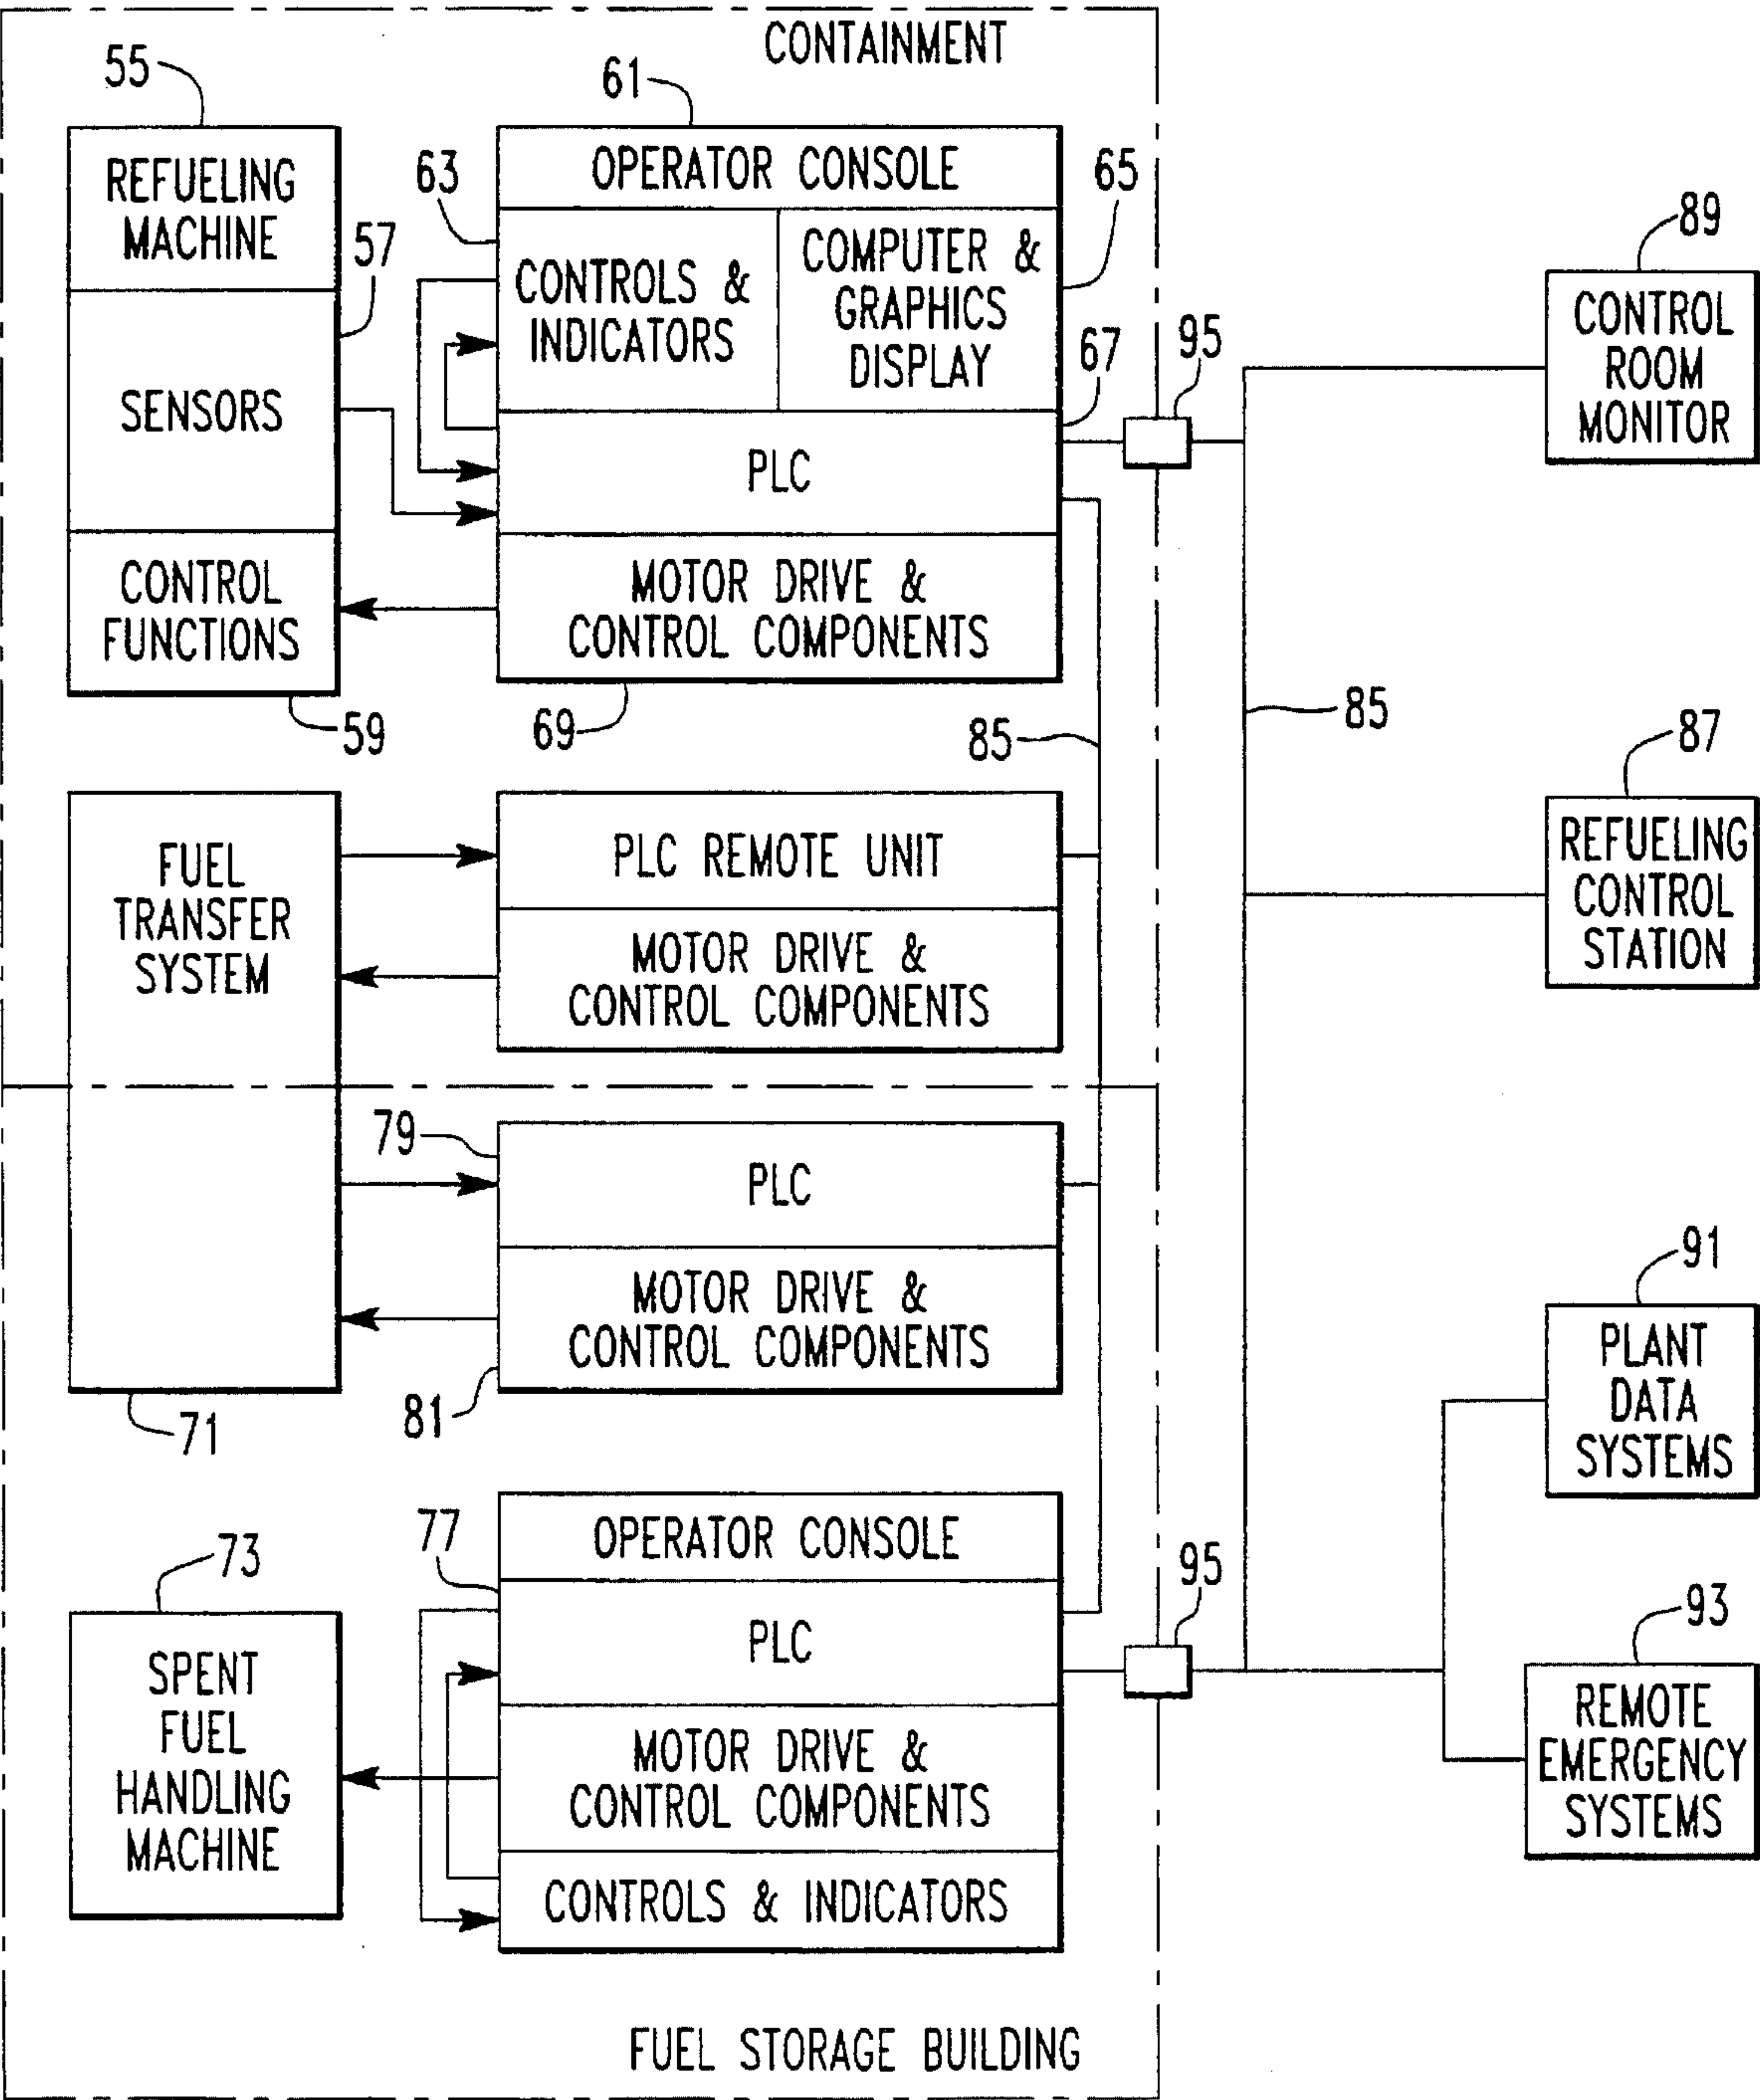 CONTAINMENT
55
REFUELING
MACHINE
57
SENSORS
CONTROL
FUNCTIONS
59
61
OPERATOR CONSOLE
63
CONTROLS &
INDICATORS
COMPUTER &
GRAPHICS
DISPLAY
65
67
PLC
MOTOR DRIVE &
CONTROL COMPONENTS
69
95
85
85
89
CONTROL
ROOM
MONITOR
87
REFUELING
CONTROL
STATION
FUEL
TRANSFER
SYSTEM
71
PLC REMOTE UNIT
MOTOR DRIVE &
CONTROL COMPONENTS
79
PLC
MOTOR DRIVE &
CONTROL COMPONENTS
81
91
PLANT
DATA
SYSTEMS
73
SPENT
FUEL
HANDLING
MACHINE
77
OPERATOR CONSOLE
PLC
MOTOR DRIVE &
CONTROL COMPONENTS
CONTROLS & INDICATORS
95
93
REMOTE
EMERGENCY
SYSTEMS
FUEL STORAGE BUILDING